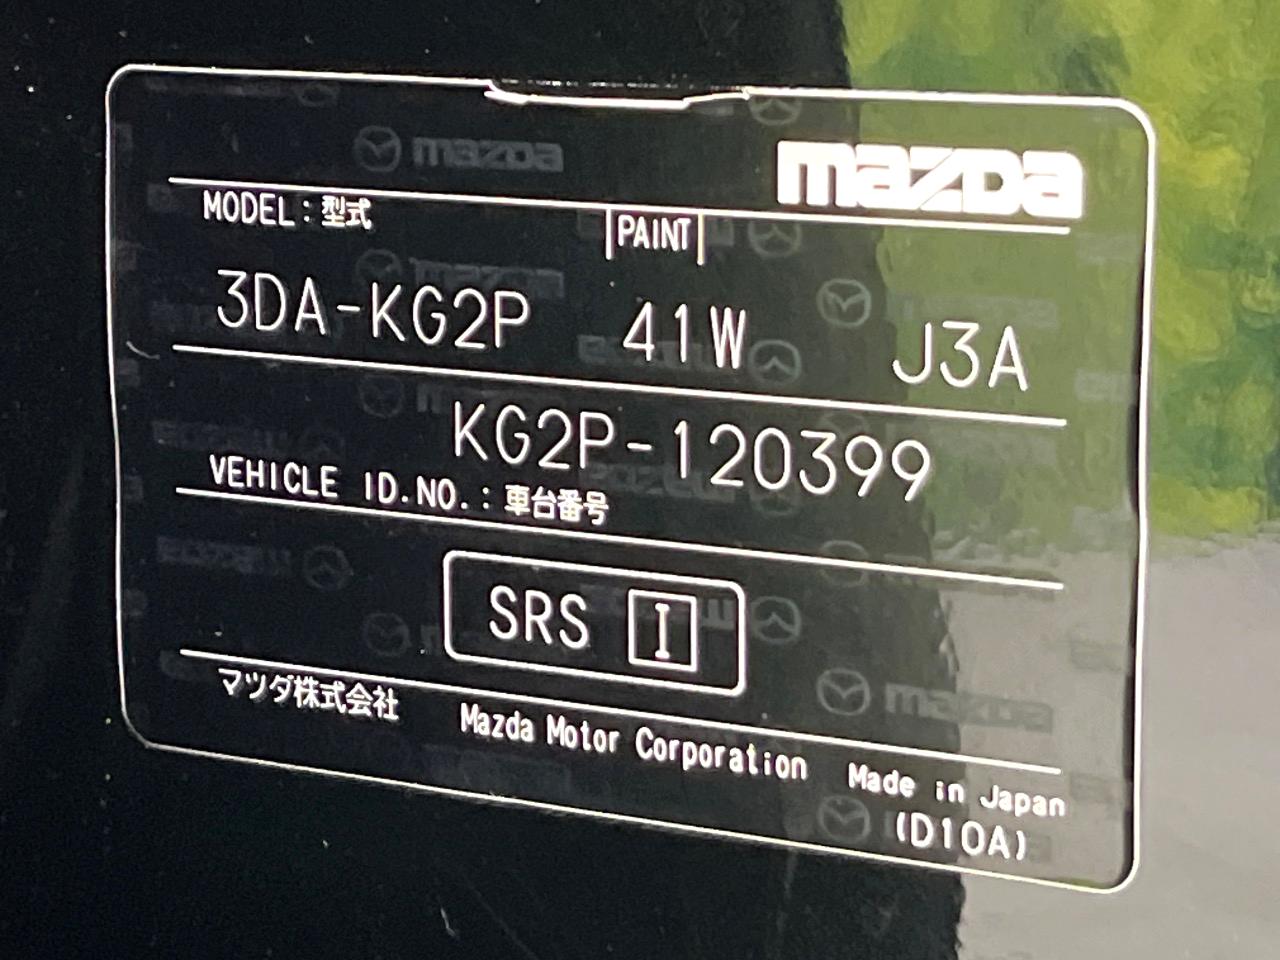 mazda
MODEL:型式 PAINT
3DA-KG2P 41W J3A
KG2P-120399
VEHICLE ID.NO.:車台番号
SRS I
マツダ株式会社 Mazda Motor Corporation Made in Japan
(D10A)